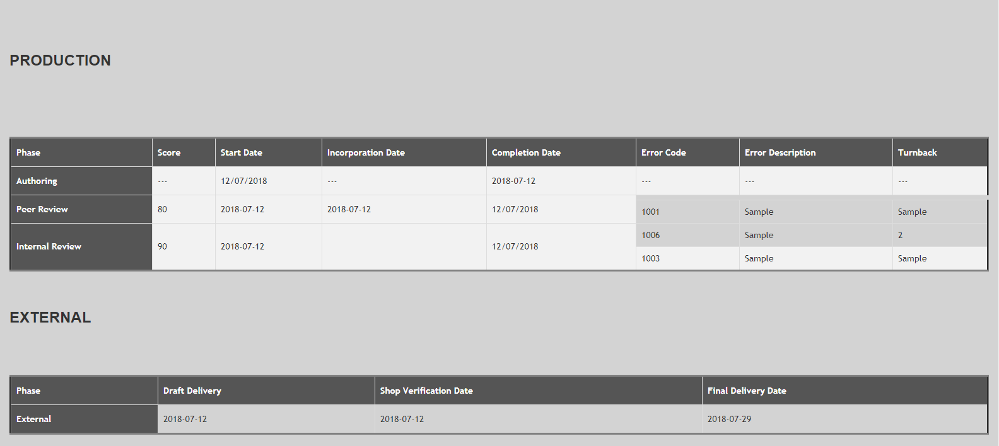 PRODUCTION
Phase Score Start Date Incorporation Date Completion Date Error Code Error Description Turnback
Authoring --- 12/07/2018 --- 2018-07-12 --- --- ---
Peer Review 80 2018-07-12 2018-07-12 12/07/2018 1001 Sample Sample
1006 Sample 2
Internal Review 90 2018-07-12 12/07/2018
1003 Sample Sample
EXTERNAL
Phase Draft Delivery Shop Verification Date Final Delivery Date
External 2018-07-12 2018-07-12 2018-07-29